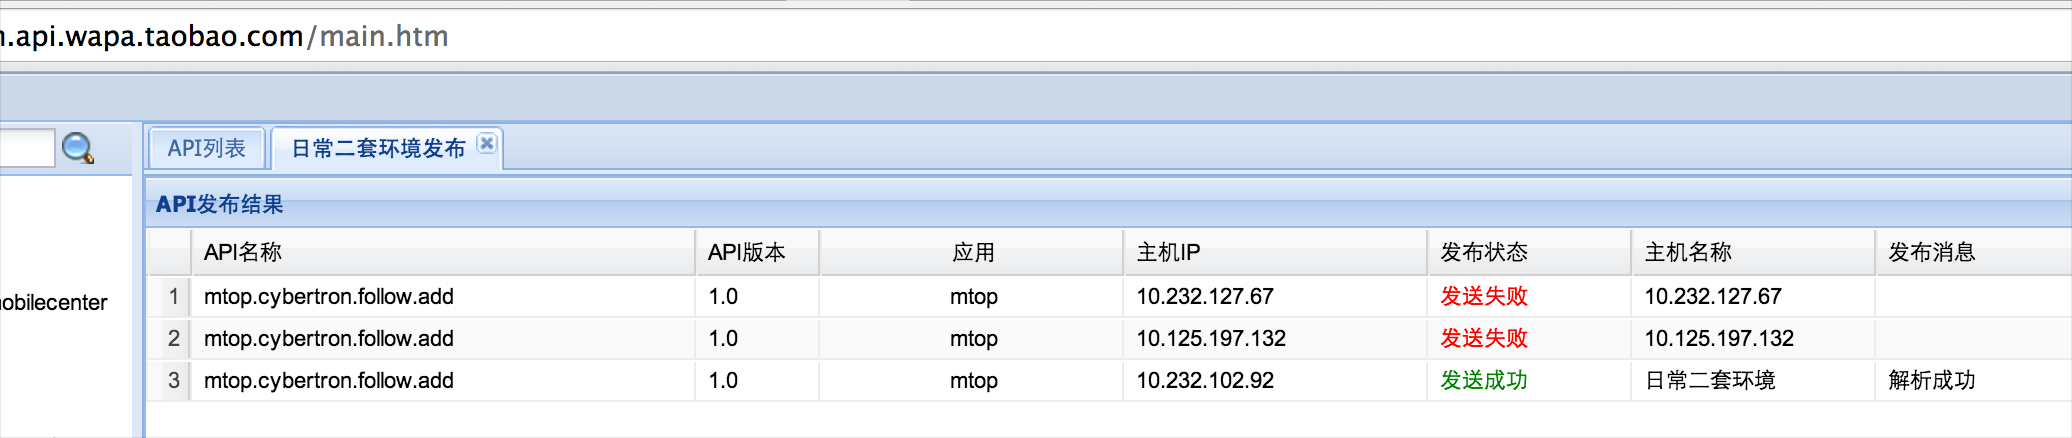 .api.wapa.taobao.com/main.htm
API列表 日常二套环境发布
API发布结果
API名称 API版本 应用 主机IP 发布状态 主机名称 发布消息
1 mtop.cybertron.follow.add 1.0 mtop 10.232.127.67 发送失败 10.232.127.67
obilecenter
2 mtop.cybertron.follow.add 1.0 mtop 10.125.197.132 发送失败 10.125.197.132
3 mtop.cybertron.follow.add 1.0 mtop 10.232.102.92 发送成功 日常二套环境 解析成功